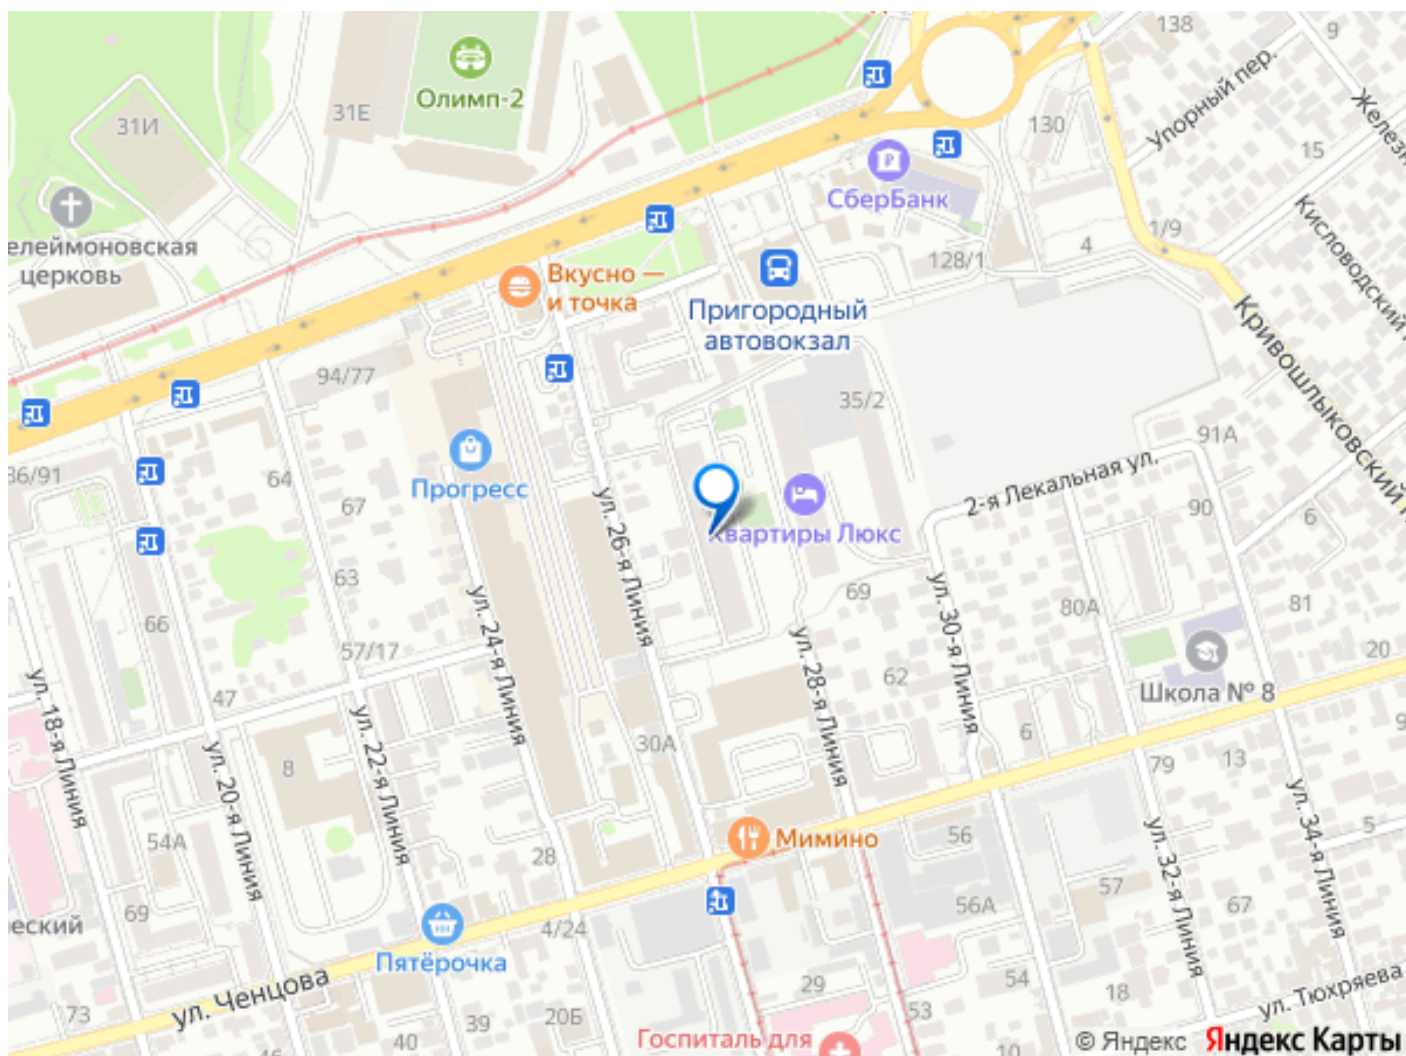 138
9
Упорный пер.
Олимп-2
31Е
31И
130
15
СберБанк
Кисловодский
1/9
4
128/1
елеймоновская
церковь
Вкусно —
и точка
Пригородный
автовокзал
Кривошлыковский
94/77
35/2
91А
36/91
64
Прогресс
67
2-я Лекальная ул.
90
6
Квартиры Люкс
ул. 26-я Линия
63
69
80А
81
66
57/17
ул. 24-я Линия
ул. 28-я Линия
ул. 30-я Линия
62
20
Школа № 8
47
ул. 18-я Линия
ул. 20-я Линия
ул. 22-я Линия
8
30А
6
79
13
ул. 34-я Линия
54А
28
Мимино
56
ул. 32-я Линия
5
57
67
69
еский
4/24
56А
Пятёрочка
ул. Ченцова
73
39
20Б
40
29
53
54
18
ул. Тюхряева
Госпиталь для
10
© Яндекс Яндекс Карты